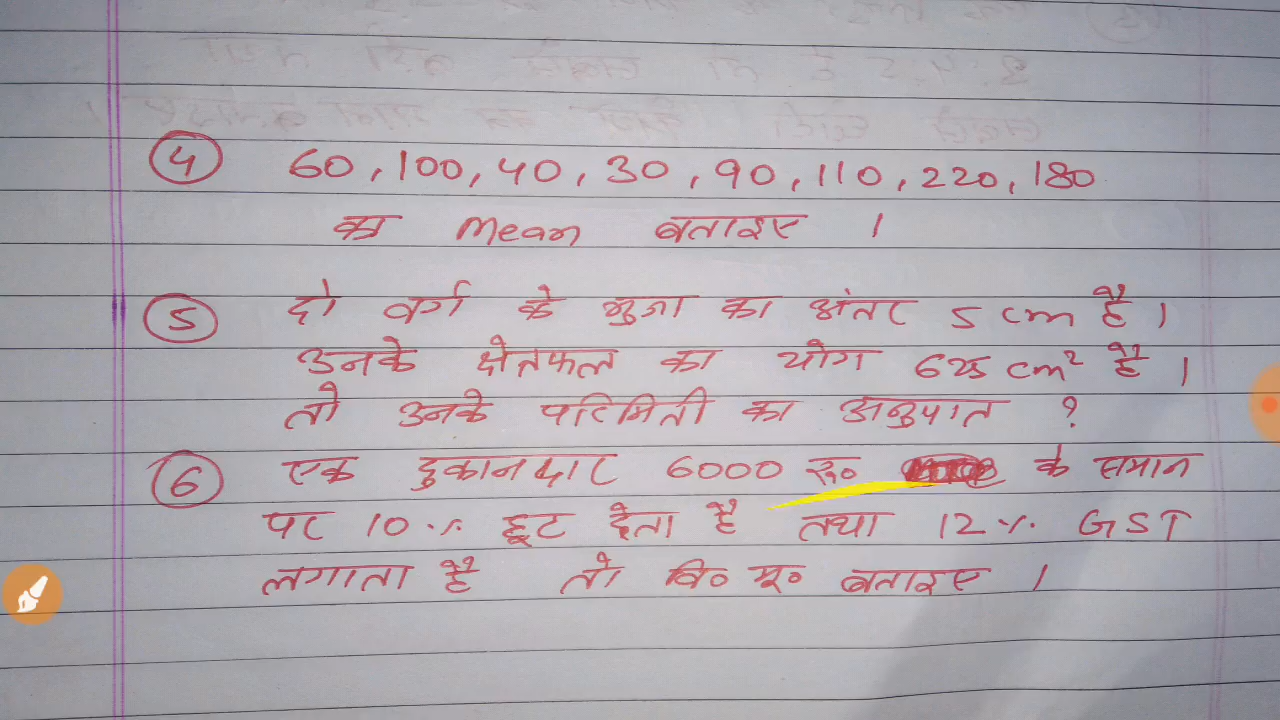 ④ 60, 100, 40, 30, 90, 110, 220, 180
का Mean बताइए ।
⑤ दो वर्ग के भुजा का अंतर 5 cm है ।
उनके क्षेत्रफल का योग 625 cm² है ।
तो उनके परिमिती का अनुपात ?
⑥ एक दुकानदार 6000 रु० के समान
पर 10 % छूट देता है तथा 12 % GST
लगाता है तो वि० मू० बताइए ।